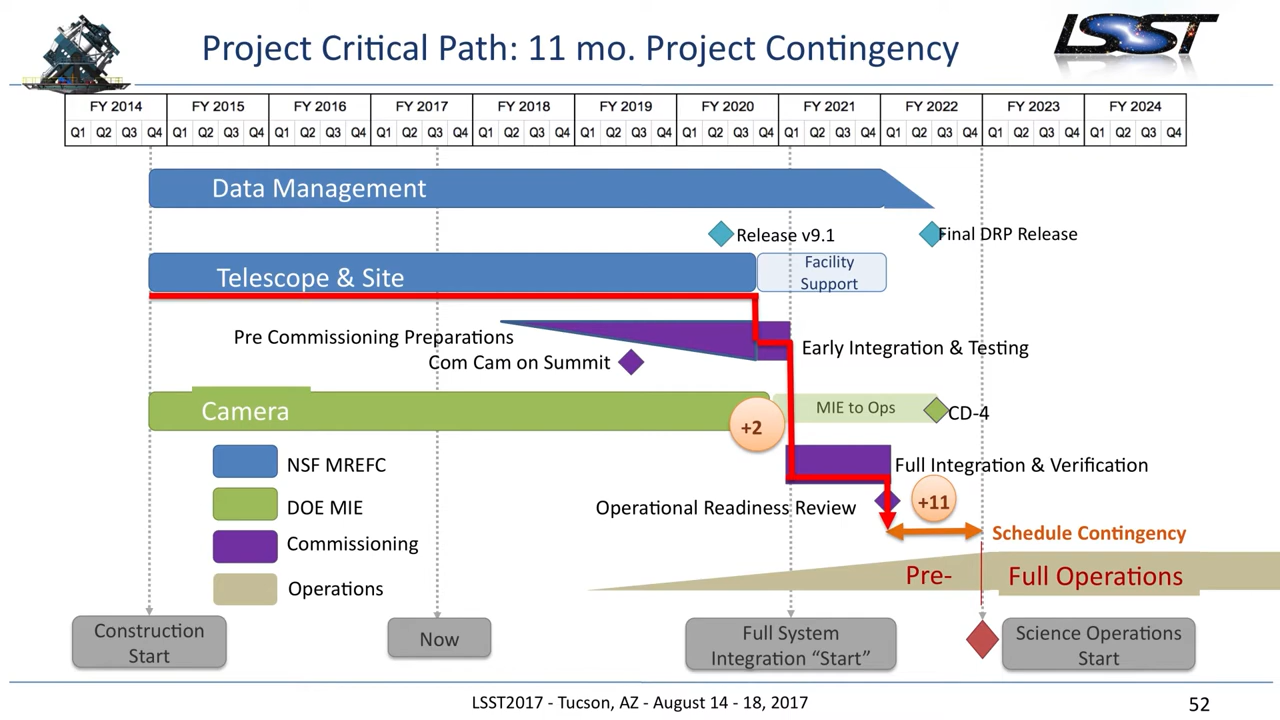 Project Critical Path: 11 mo. Project Contingency
LSST
FY 2014 FY 2015 FY 2016 FY 2017 FY 2018 FY 2019 FY 2020 FY 2021 FY 2022 FY 2023 FY 2024
Q1 Q2 Q3 Q4 Q1 Q2 Q3 Q4 Q1 Q2 Q3 Q4 Q1 Q2 Q3 Q4 Q1 Q2 Q3 Q4 Q1 Q2 Q3 Q4 Q1 Q2 Q3 Q4 Q1 Q2 Q3 Q4 Q1 Q2 Q3 Q4 Q1 Q2 Q3 Q4 Q1 Q2 Q3 Q4
Data Management
Release v9.1
Final DRP Release
Telescope & Site
Facility
Support
Pre Commissioning Preparations
Early Integration & Testing
Com Cam on Summit
Camera
+2
MIE to Ops
CD-4
NSF MREFC
Full Integration & Verification
DOE MIE
Operational Readiness Review
+11
Commissioning
Schedule Contingency
Operations
Pre-
Full Operations
Construction
Start
Now
Full System
Integration “Start”
Science Operations
Start
LSST2017 - Tucson, AZ - August 14 - 18, 2017
52